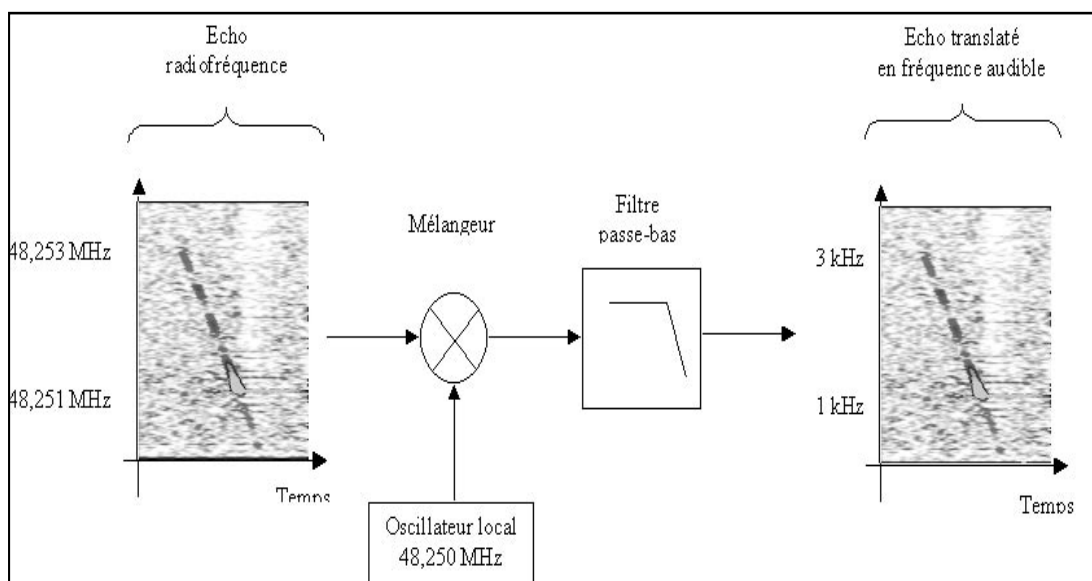 Echo
radiofréquence
Echo translaté
en fréquence audible
Mélangeur
Filtre
passe-bas
48,253 MHz
48,251 MHz
3 kHz
1 kHz
Temps
Temps
Oscillateur local
48,250 MHz